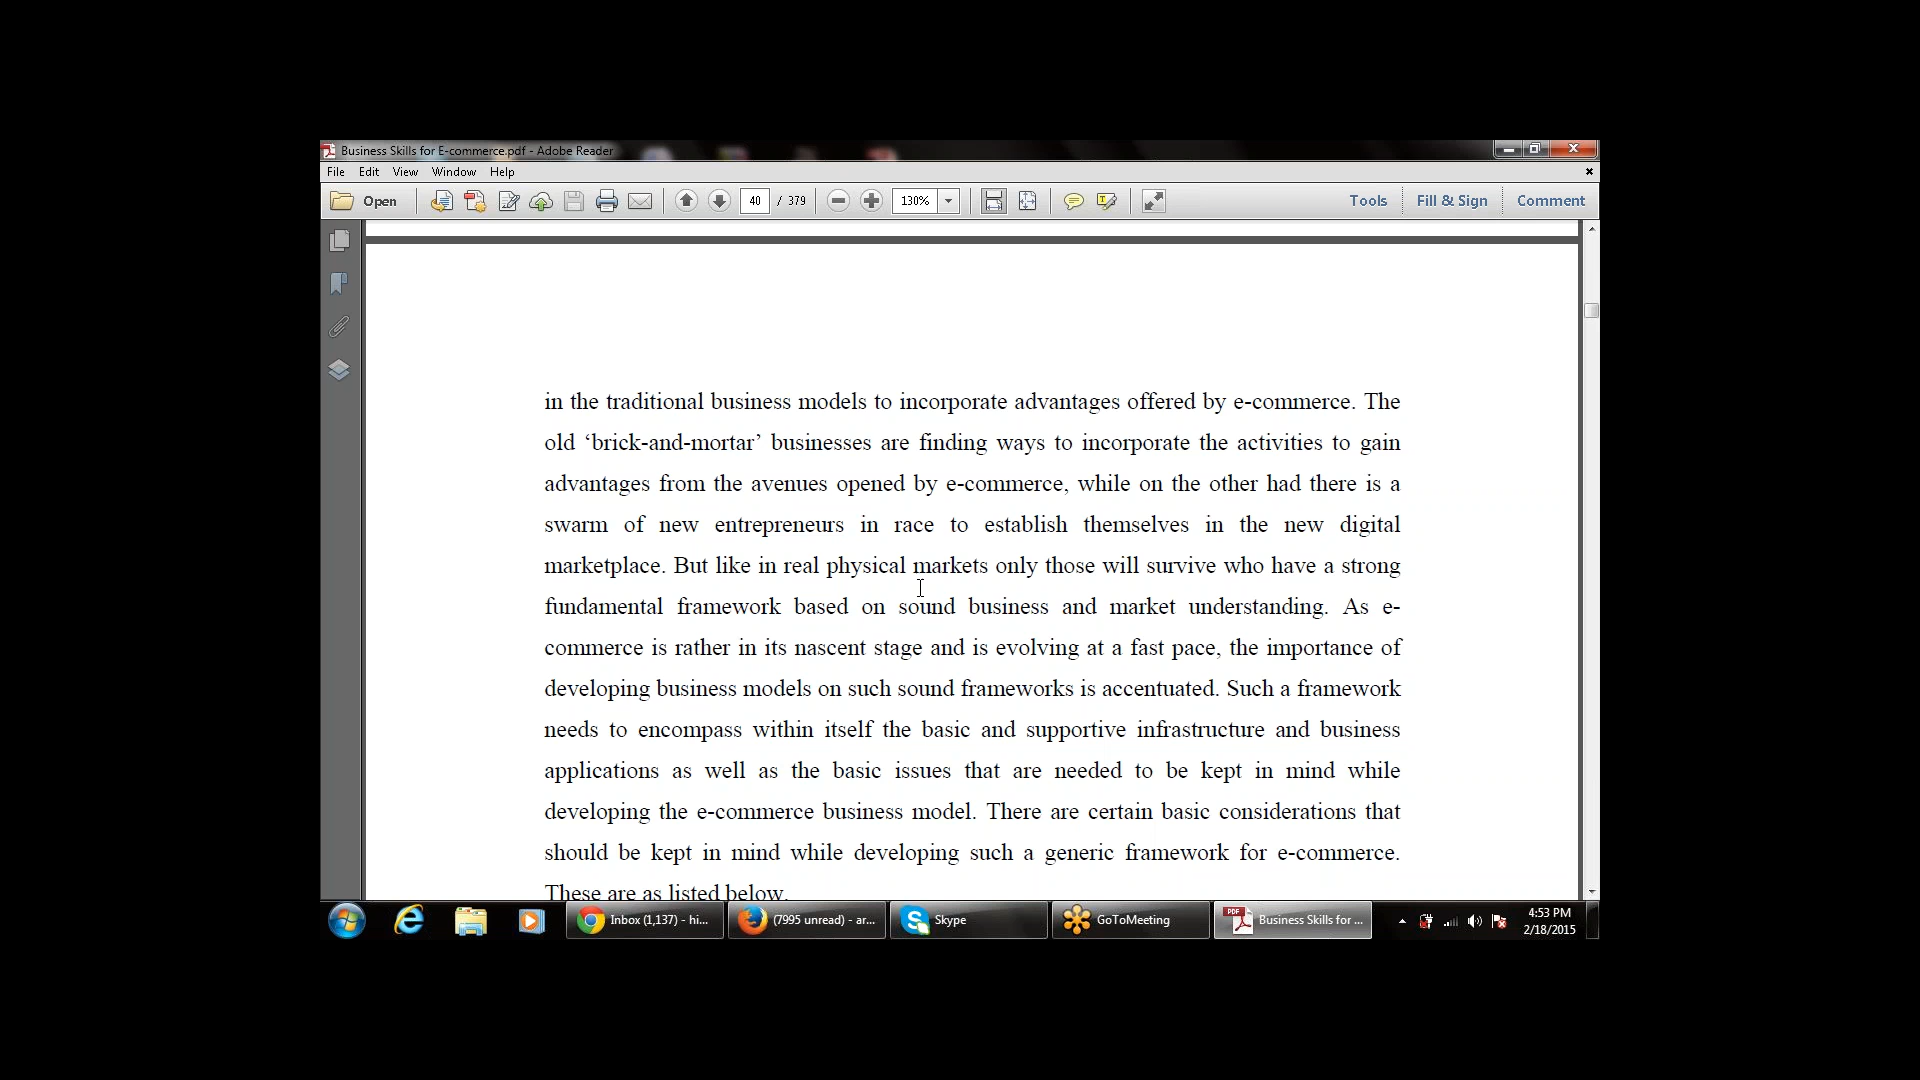 Business Skills for E-commerce.pdf - Adobe Reader
File Edit View Window Help
Open 40 / 379 130% Tools Fill & Sign Comment
in the traditional business models to incorporate advantages offered by e-commerce. The
old ‘brick-and-mortar’ businesses are finding ways to incorporate the activities to gain
advantages from the avenues opened by e-commerce, while on the other had there is a
swarm of new entrepreneurs in race to establish themselves in the new digital
marketplace. But like in real physical markets only those will survive who have a strong
fundamental framework based on sound business and market understanding. As e-
commerce is rather in its nascent stage and is evolving at a fast pace, the importance of
developing business models on such sound frameworks is accentuated. Such a framework
needs to encompass within itself the basic and supportive infrastructure and business
applications as well as the basic issues that are needed to be kept in mind while
developing the e-commerce business model. There are certain basic considerations that
should be kept in mind while developing such a generic framework for e-commerce.
These are as listed below.
Inbox (1,137) - hi... (7995 unread) - ar... Skype GoToMeeting PDF Business Skills for ... 4:53 PM
2/18/2015